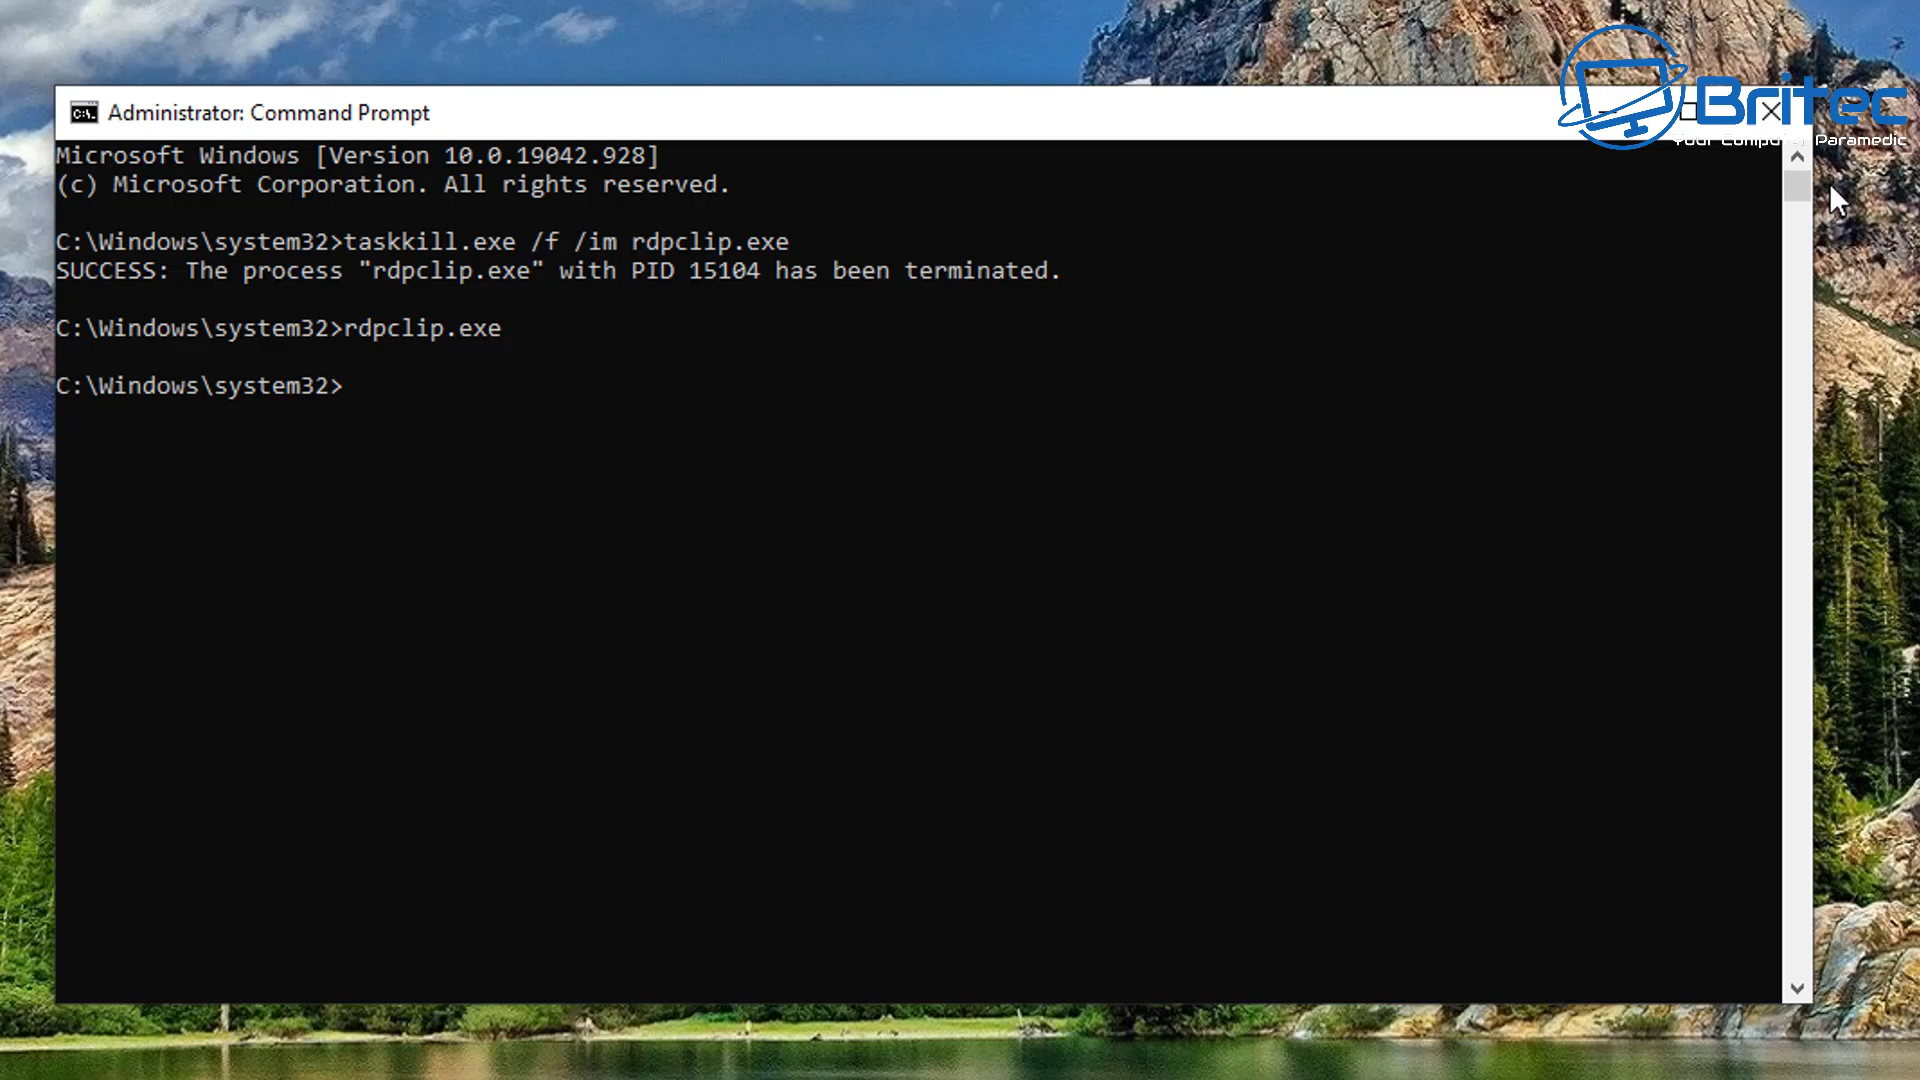 Britec
Your Computer Paramedic
Administrator: Command Prompt
Microsoft Windows [Version 10.0.19042.928]
(c) Microsoft Corporation. All rights reserved.
C:\Windows\system32>taskkill.exe /f /im rdpclip.exe
SUCCESS: The process "rdpclip.exe" with PID 15104 has been terminated.
C:\Windows\system32>rdpclip.exe
C:\Windows\system32>